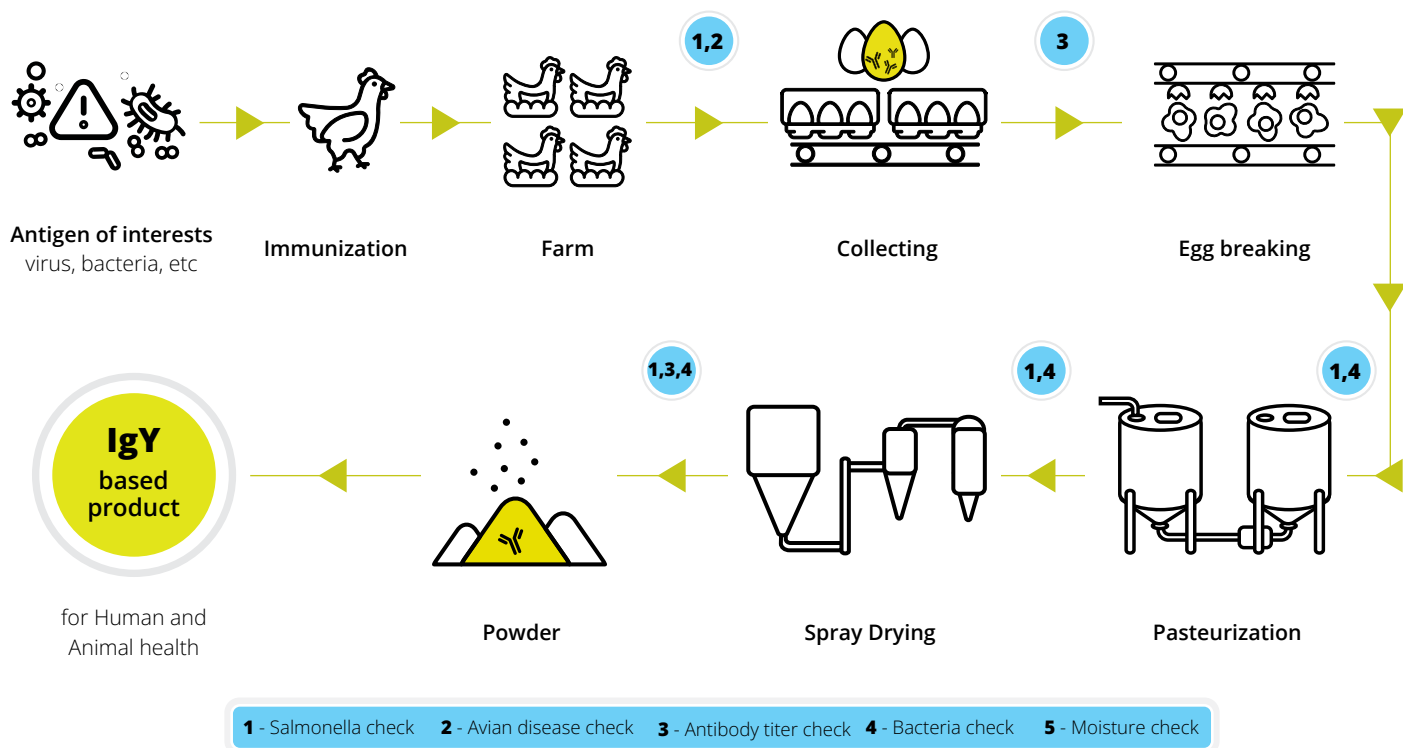 1,2
3
Antigen of interests
virus, bacteria, etc
Immunization
Farm
Collecting
Egg breaking
1,3,4
1,4
1,4
IgY
based
product
for Human and
Animal health
Powder
Spray Drying
Pasteurization
1 - Salmonella check 2 - Avian disease check 3 - Antibody titer check 4 - Bacteria check 5 - Moisture check